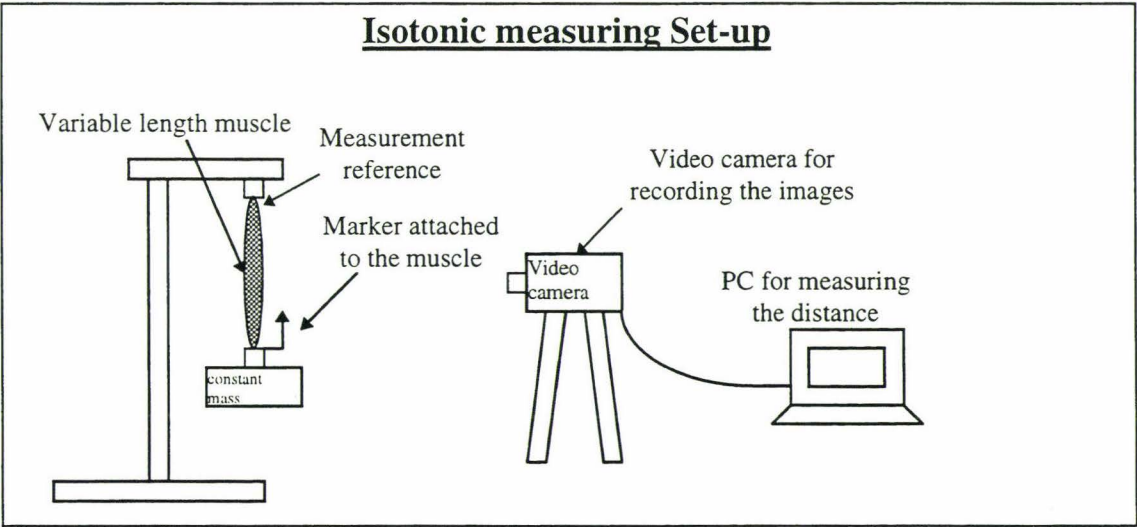 Isotonic measuring Set-up
Variable length muscle
Measurement
reference
Marker attached
to the muscle
constant
mass
Video camera for
recording the images
Video
camera
PC for measuring
the distance